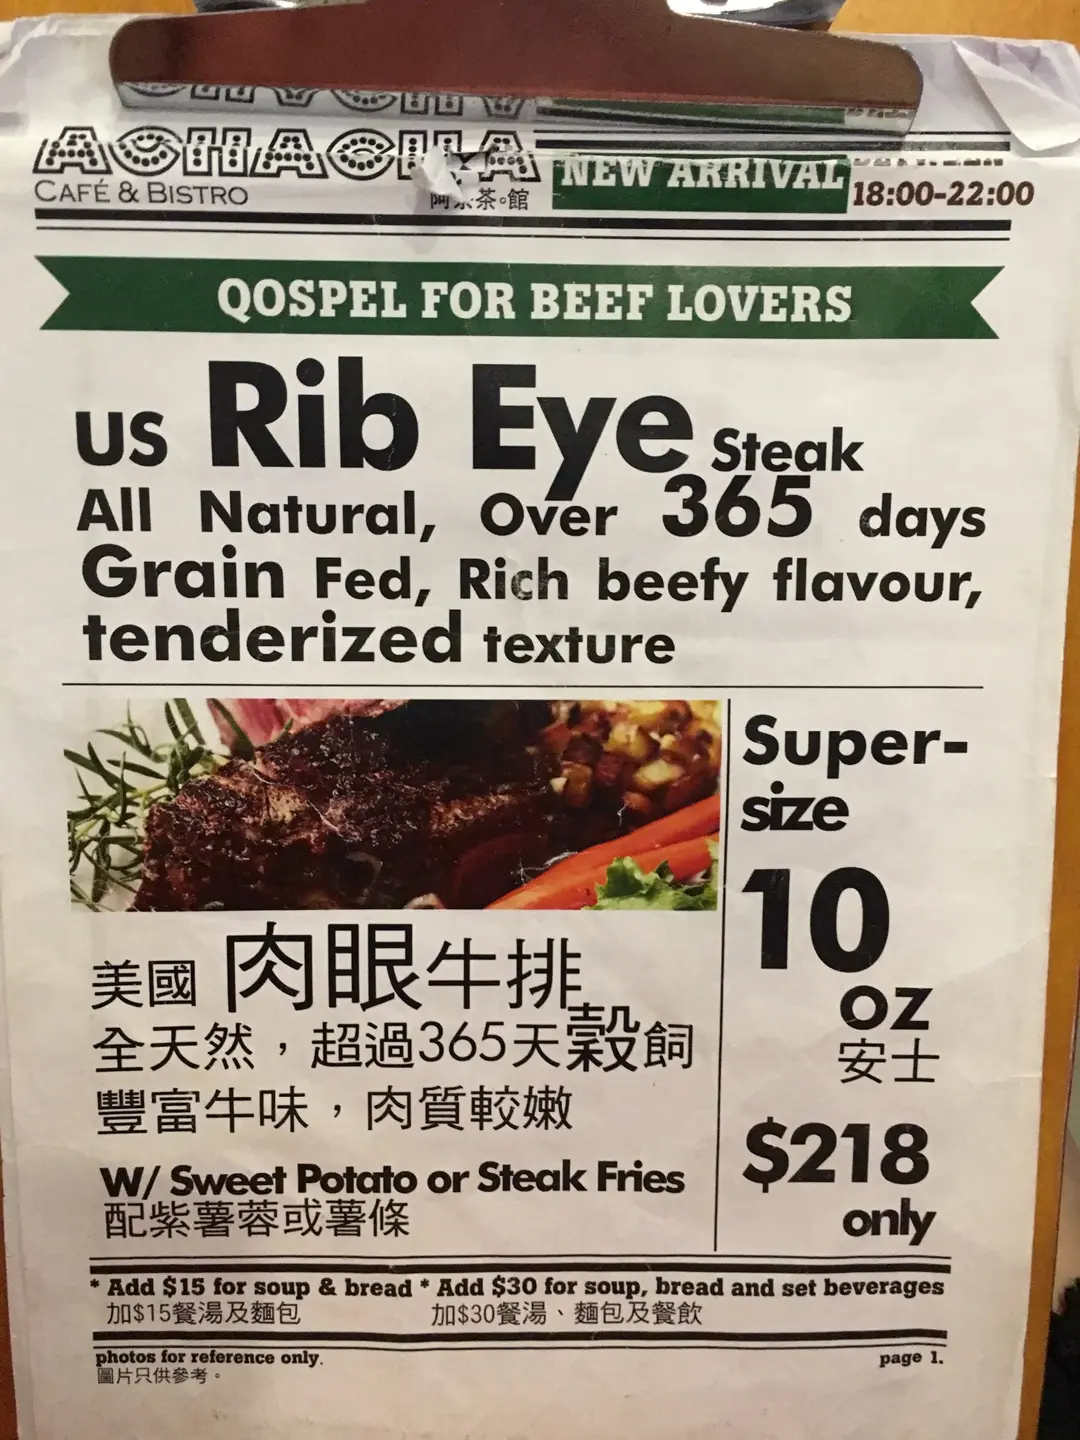 ACHACHA
CAFÉ & BISTRO
茶。館
NEW ARRIVAL
18:00-22:00
QOSPEL FOR BEEF LOVERS
US Rib Eye Steak
All Natural, Over 365 days
Grain Fed, Rich beefy flavour,
tenderized texture
Super-
size
10
oz
安士
$218
only
美國 肉眼牛排
全天然，超過365天穀飼
豐富牛味，肉質較嫩
W/ Sweet Potato or Steak Fries
配紫薯蓉或薯條
* Add $15 for soup & bread * Add $30 for soup, bread and set beverages
加$15餐湯及麵包 加$30餐湯、麵包及餐飲
photos for reference only.
圖片只供參考。
page 1.